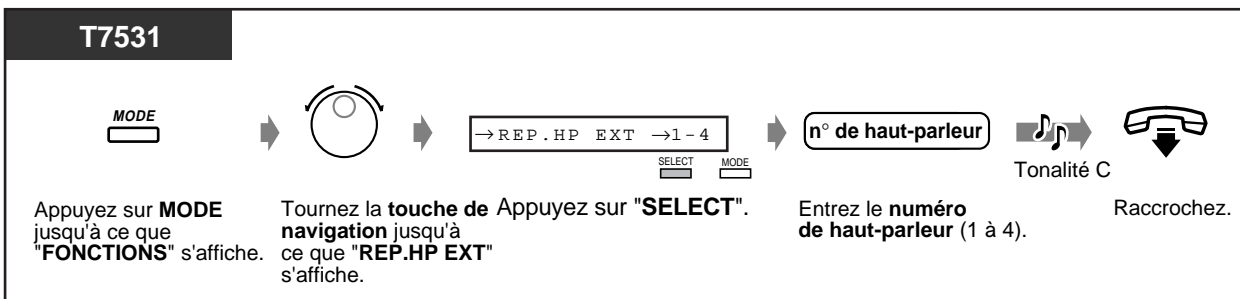 T7531
MODE
→REP.HP EXT →1-4
SELECT
MODE
n° de haut-parleur
Tonalité C
Appuyez sur MODE
jusqu'à ce que
"FONCTIONS" s'affiche.
Tournez la touche de
navigation jusqu'à
ce que "REP.HP EXT"
s'affiche.
Appuyez sur "SELECT".
Entrez le numéro
de haut-parleur (1 à 4).
Raccrochez.